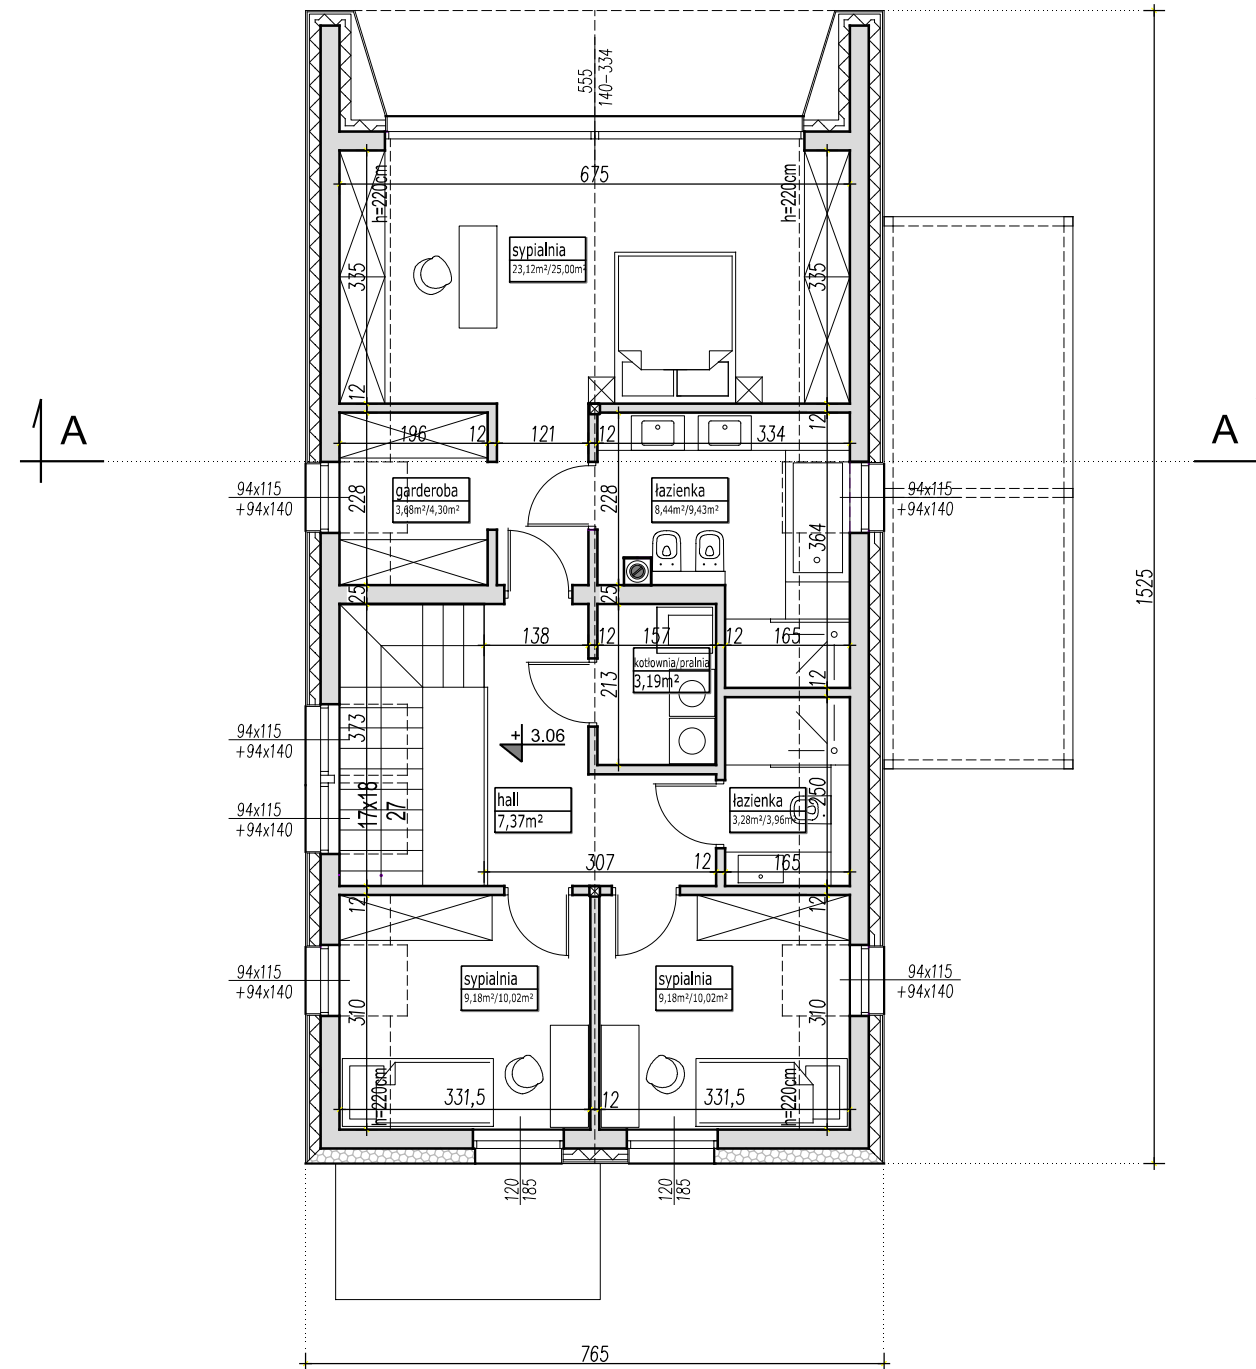 555
140-334
h=220cm
675
h=220cm
sypialnia
23,12m²/25,00m²
335
335
12
A
A
196
12
121
12
334
12
94x115
+94x140
228
garderoba
3,68m²/4,30m²
228
łazienka
8,44m²/9,43m²
364
94x115
+94x140
25
25
1525
138
12
157
12
165
kotłownia/pralnia
3,19m²
213
12
94x115
+94x140
373
+ 3.06
94x115
+94x140
17x18
27
hall
7,37m²
łazienka
3,28m²/3,96m²
250
307
12
165
12
12
94x115
+94x140
310
sypialnia
9,18m²/10,02m²
sypialnia
9,18m²/10,02m²
310
94x115
+94x140
h=220cm
331,5
12
331,5
h=220cm
120
185
120
185
765